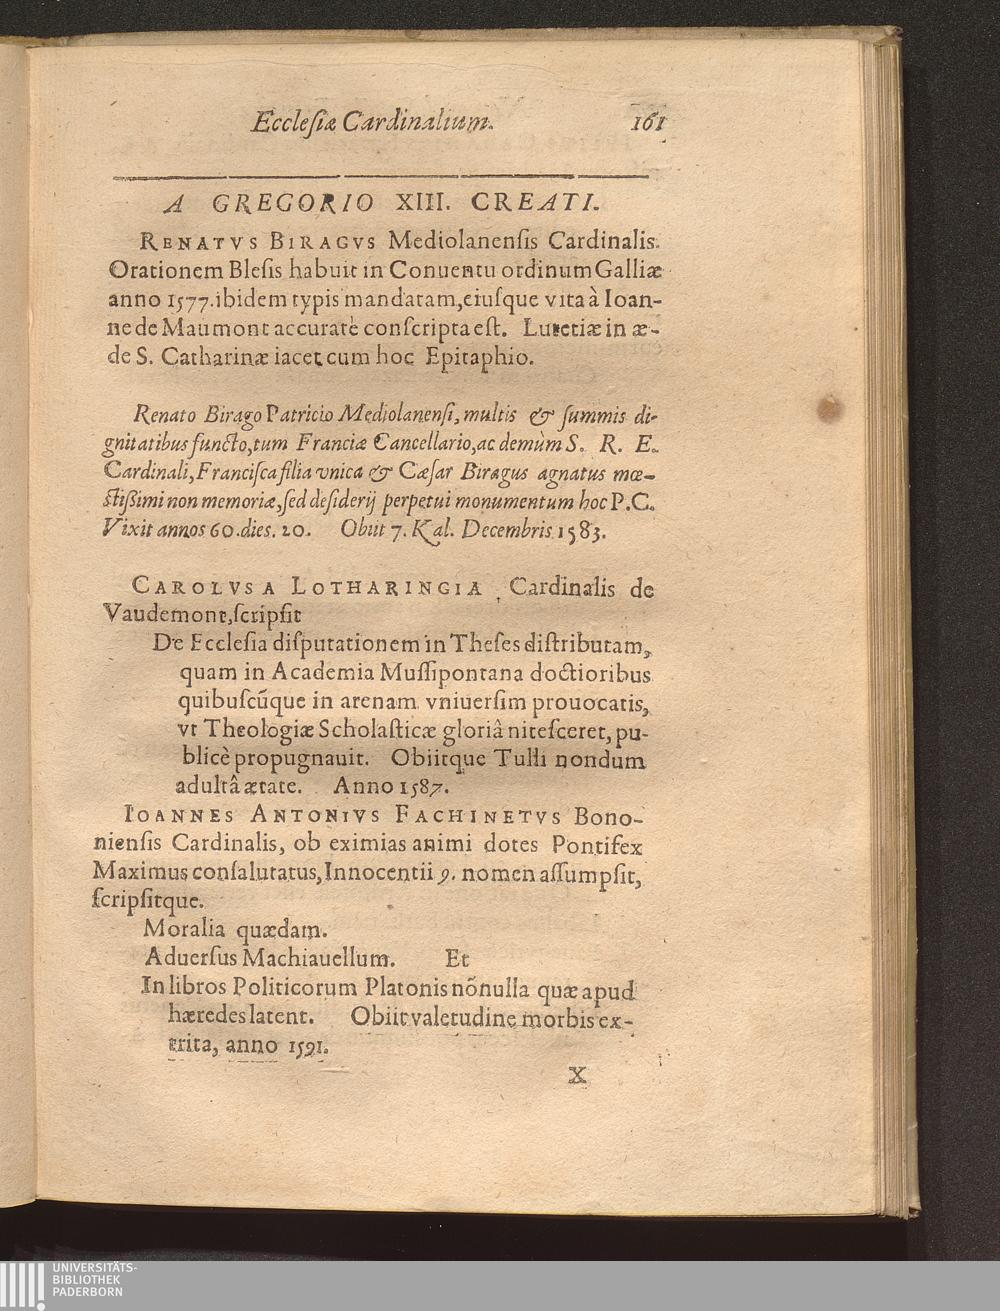 Ecclesiæ Cardinalium. 161
A GREGORIO XIII. CREATI.
RENATVS BIRAGVS Mediolanensis Cardinalis.
Orationem Blesis habuit in Conuentu ordinum Galliæ
anno 1577. ibidem typis mandatam, eiusque vita à Ioan-
ne de Maumont accuratè conscripta est. Lutetiæ in æ-
de S. Catharinæ iacet cum hoc Epitaphio.
Renato Birago Patricio Mediolanensi, multis & summis di-
gnitatibus functo, tum Franciæ Cancellario, ac demùm S. R. E.
Cardinali, Francisca filia vnica & Cæsar Biragus agnatus mœ-
stißimi non memoriæ, sed desiderij perpetui monumentum hoc P.C.
Vixit annos 60. dies. 20. Obiit 7. Kal. Decembris 1583.
CAROLVS A LOTHARINGIA, Cardinalis de
Vaudemont, scripsit
De Ecclesia disputationem in Theses distributam,
quam in Academia Mussipontana doctioribus
quibuscũque in arenam vniuersim prouocatis,
vt Theologiæ Scholasticæ gloriâ nitesceret, pu-
blicè propugnauit. Obiitque Tulli nondum
adultâ ætate. Anno 1587.
IOANNES ANTONIVS FACHINETVS Bono-
niensis Cardinalis, ob eximias animi dotes Pontifex
Maximus consalutatus, Innocentii 9. nomen assumpsit,
scripsitque.
Moralia quædam.
Aduersus Machiauellum. Et
In libros Politicorum Platonis nõnulla quæ apud
hæredes latent. Obiit valetudine morbis ex-
trita, anno 1591.
X
UNIVERSITÄTS-
BIBLIOTHEK
PADERBORN